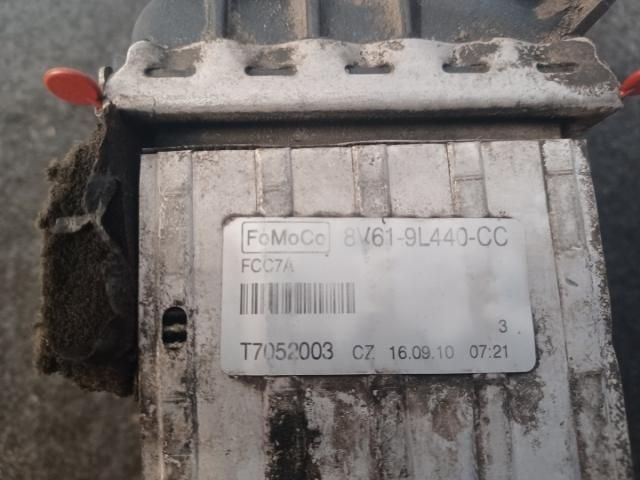 FoMoCo 8V61-9L440-CC
FCC7A
3
T7052003 CZ 16.09.10 07:21